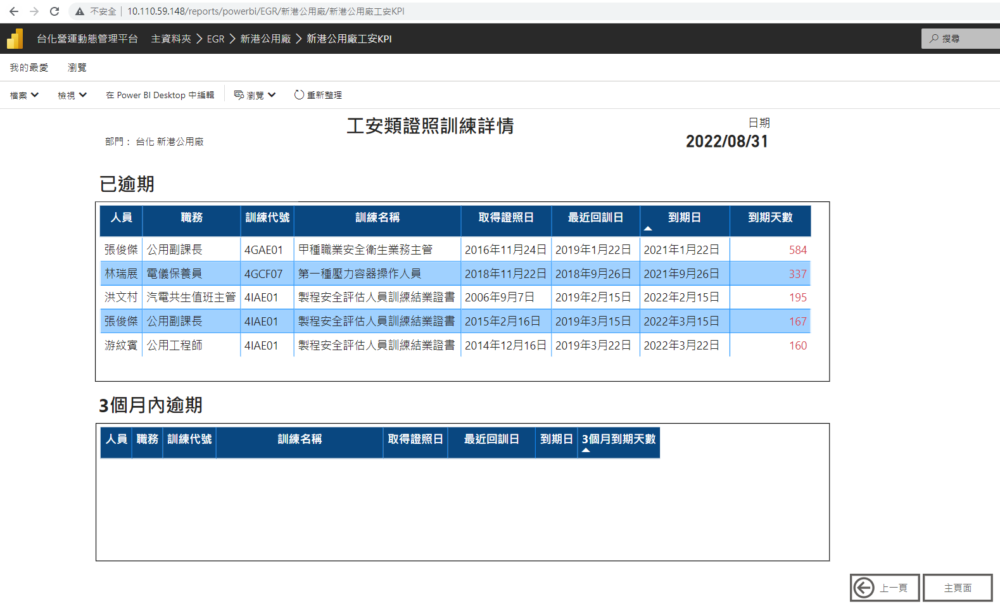 不安全 10.110.59.148/reports/powerbi/EGR/新港公用廠/新港公用廠工安KPI
台化營運動態管理平台 主資料夾 EGR 新港公用廠 新港公用廠工安KPI 搜尋
我的最愛 瀏覽
檔案 檢視 在 Power BI Desktop 中編輯 瀏覽 重新整理
工安類證照訓練詳情
日期
部門： 台化 新港公用廠
2022/08/31
已逾期
人員 職務 訓練代號 訓練名稱 取得證照日 最近回訓日 到期日 到期天數
張俊傑 公用副課長 4GAE01 甲種職業安全衛生業務主管 2016年11月24日 2019年1月22日 2021年1月22日 584
林瑞展 電儀保養員 4GCF07 第一種壓力容器操作人員 2018年11月22日 2018年9月26日 2021年9月26日 337
洪文村 汽電共生值班主管 4IAE01 製程安全評估人員訓練結業證書 2006年9月7日 2019年2月15日 2022年2月15日 195
張俊傑 公用副課長 4IAE01 製程安全評估人員訓練結業證書 2015年2月16日 2019年3月15日 2022年3月15日 167
游紋賓 公用工程師 4IAE01 製程安全評估人員訓練結業證書 2014年12月16日 2019年3月22日 2022年3月22日 160
3個月內逾期
人員 職務 訓練代號 訓練名稱 取得證照日 最近回訓日 到期日 3個月到期天數
上一頁 主頁面